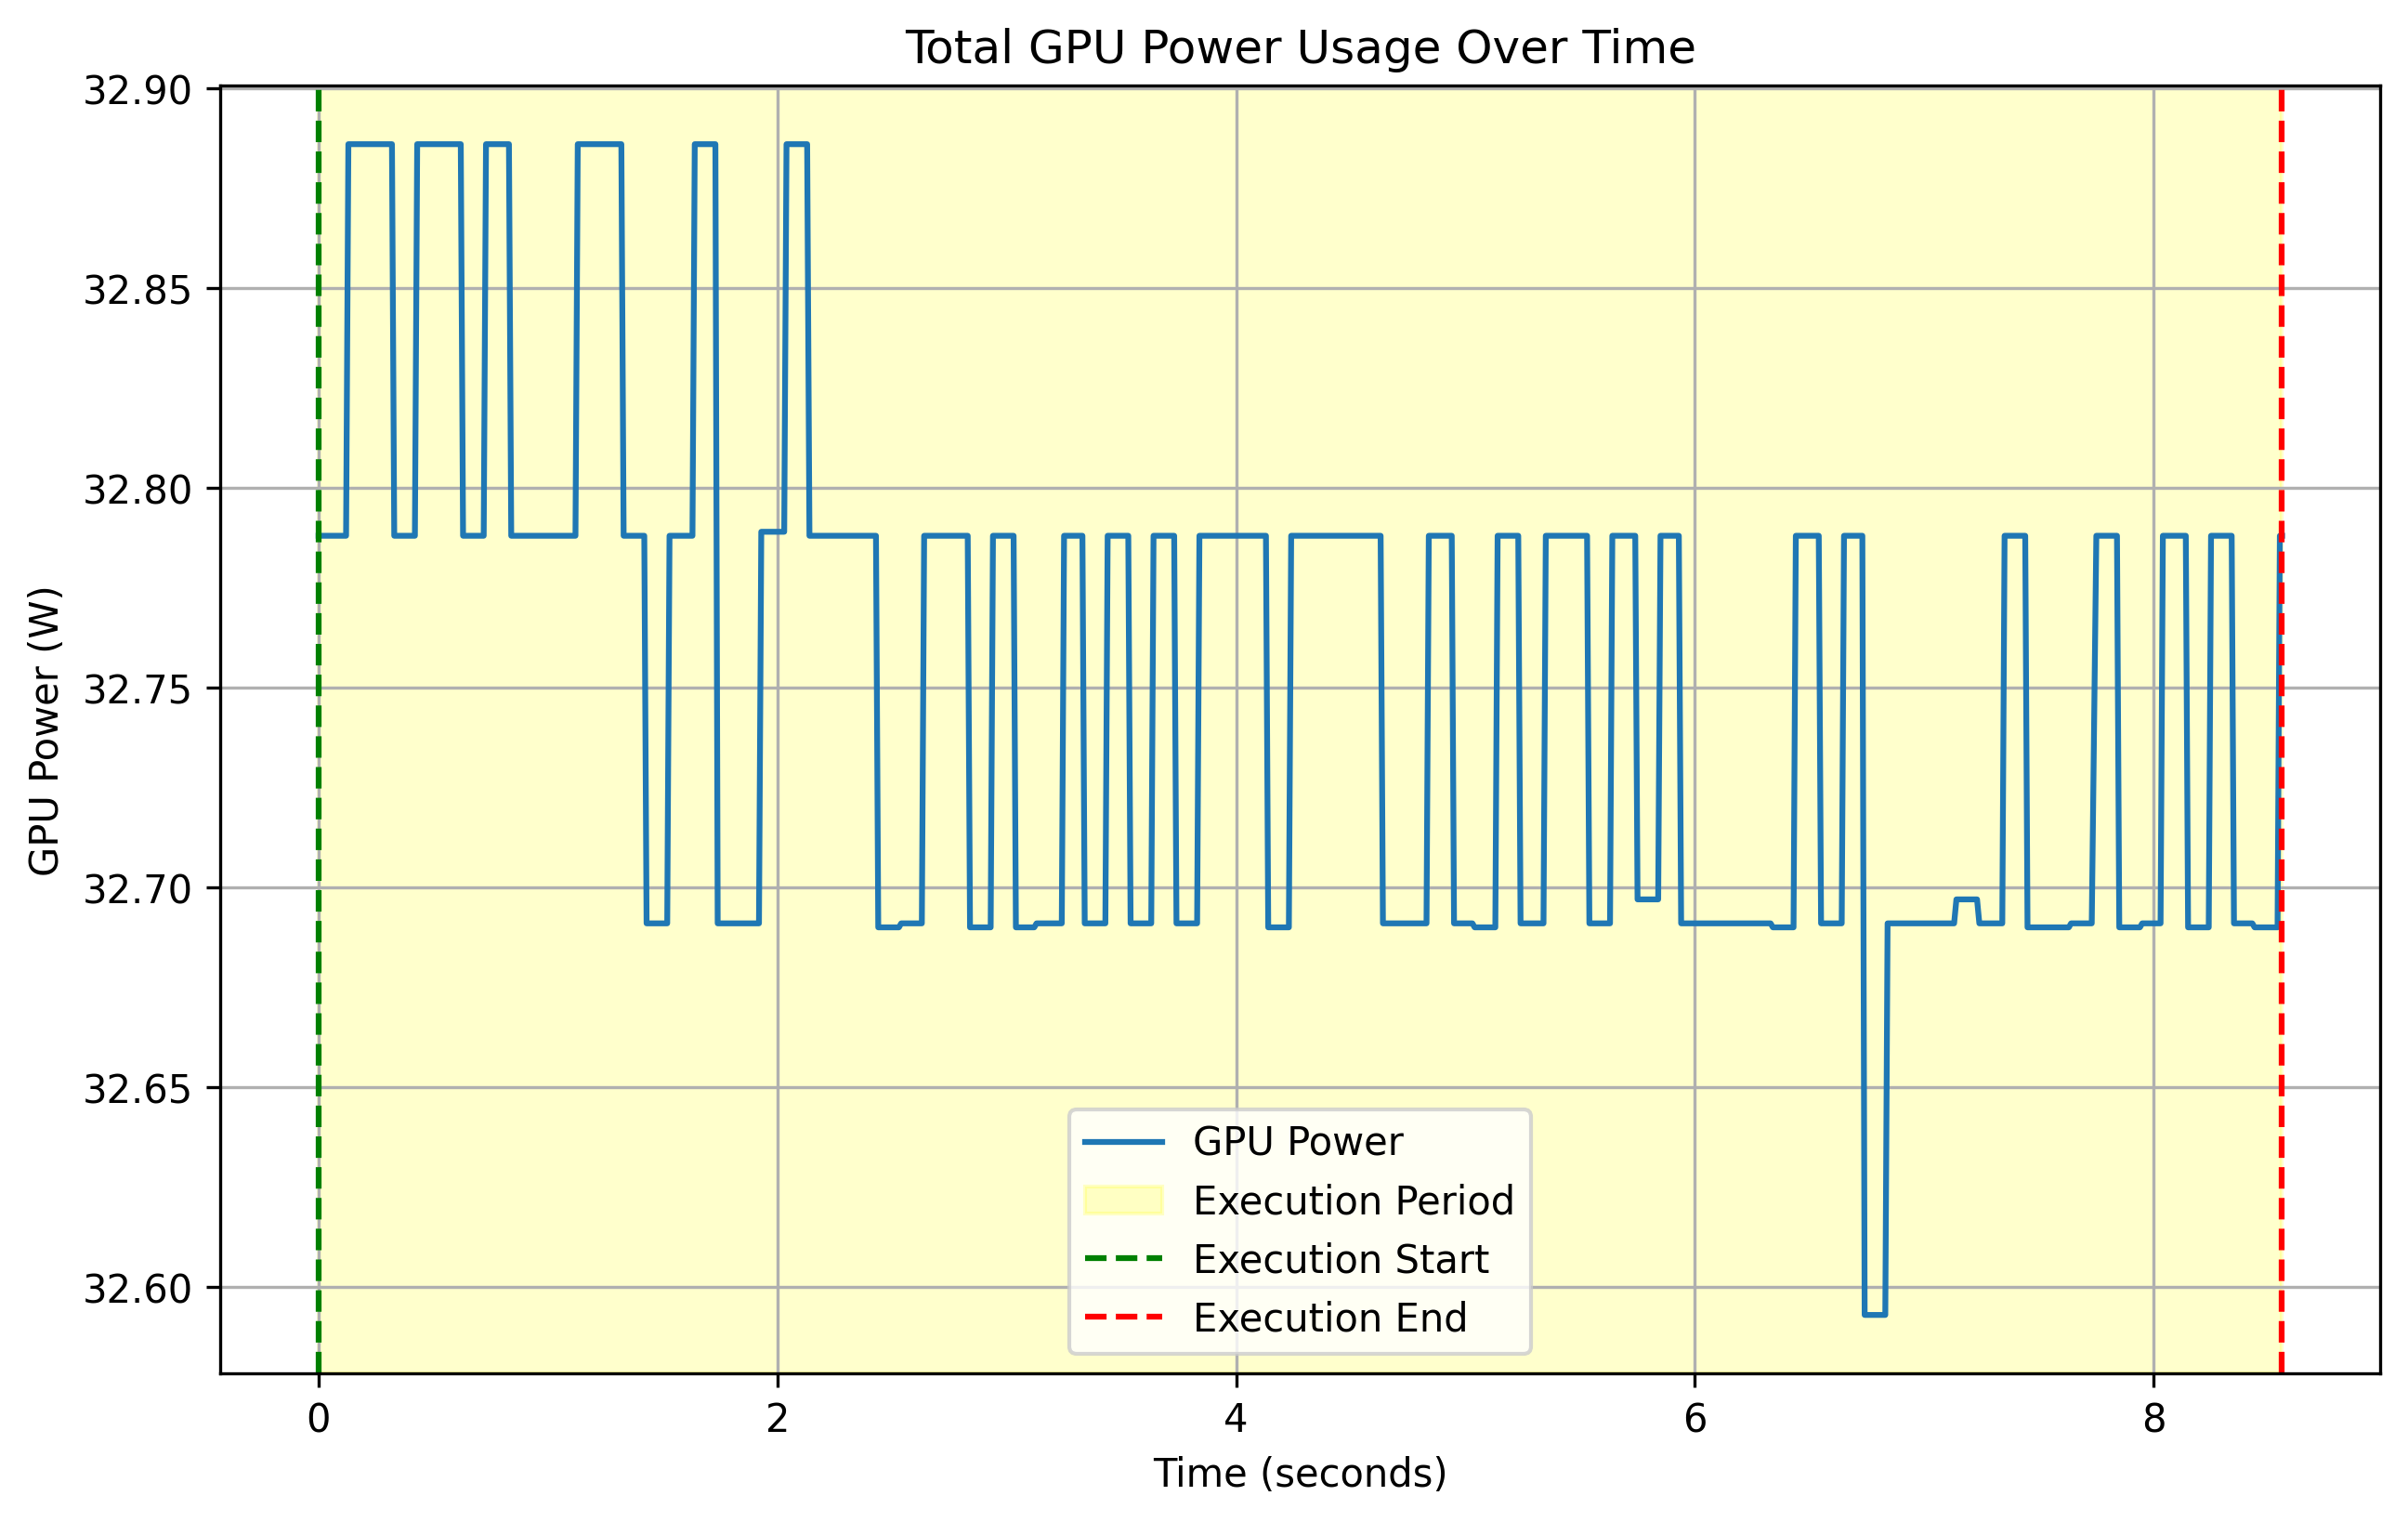 Total GPU Power Usage Over Time
GPU Power (W)
32.90
32.85
32.80
32.75
32.70
32.65
32.60
GPU Power
Execution Period
Execution Start
Execution End
0 2 4 6 8
Time (seconds)